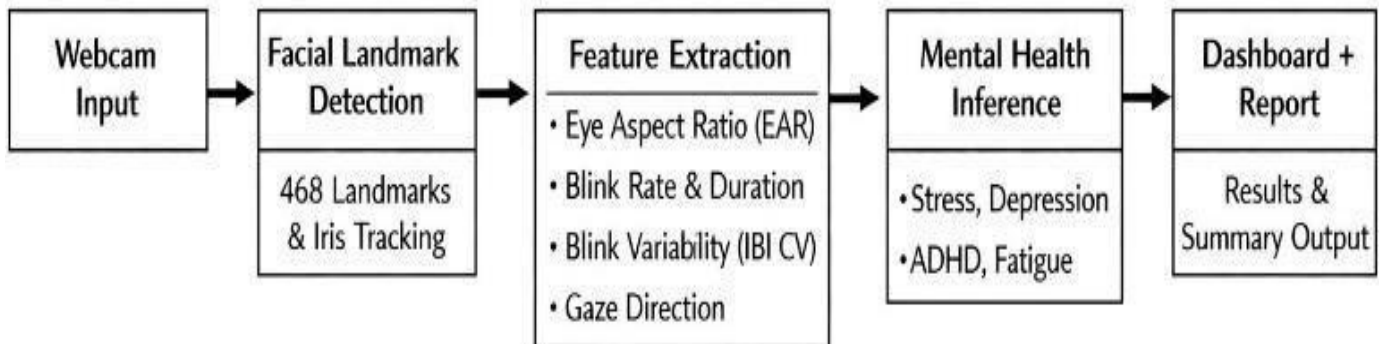 Webcam
Input
Facial Landmark
Detection
468 Landmarks
& Iris Tracking
Feature Extraction
• Eye Aspect Ratio (EAR)
• Blink Rate & Duration
• Blink Variability (IBI CV)
• Gaze Direction
Mental Health
Inference
• Stress, Depression
• ADHD, Fatigue
Dashboard +
Report
Results &
Summary Output